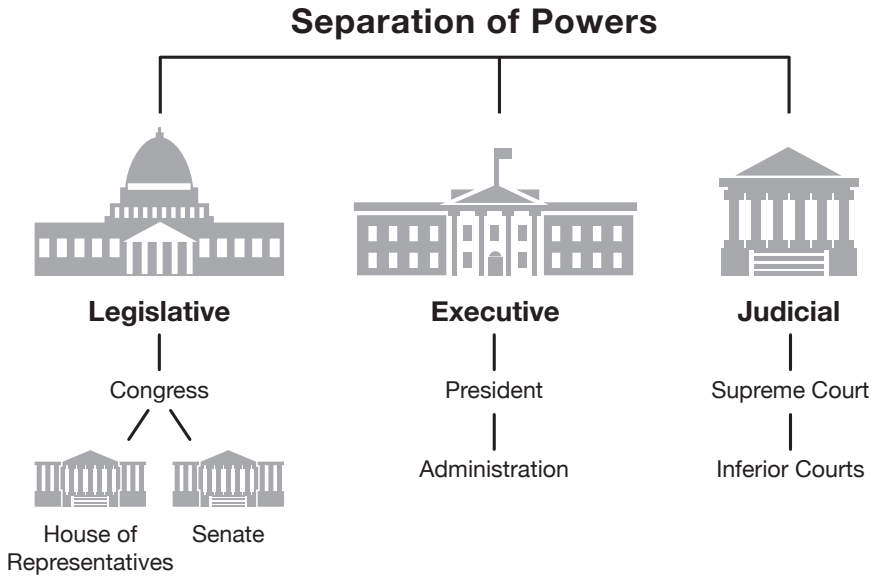 Separation of Powers
Legislative
Executive
Judicial
Congress
President
Supreme Court
Administration
Inferior Courts
House of
Representatives
Senate